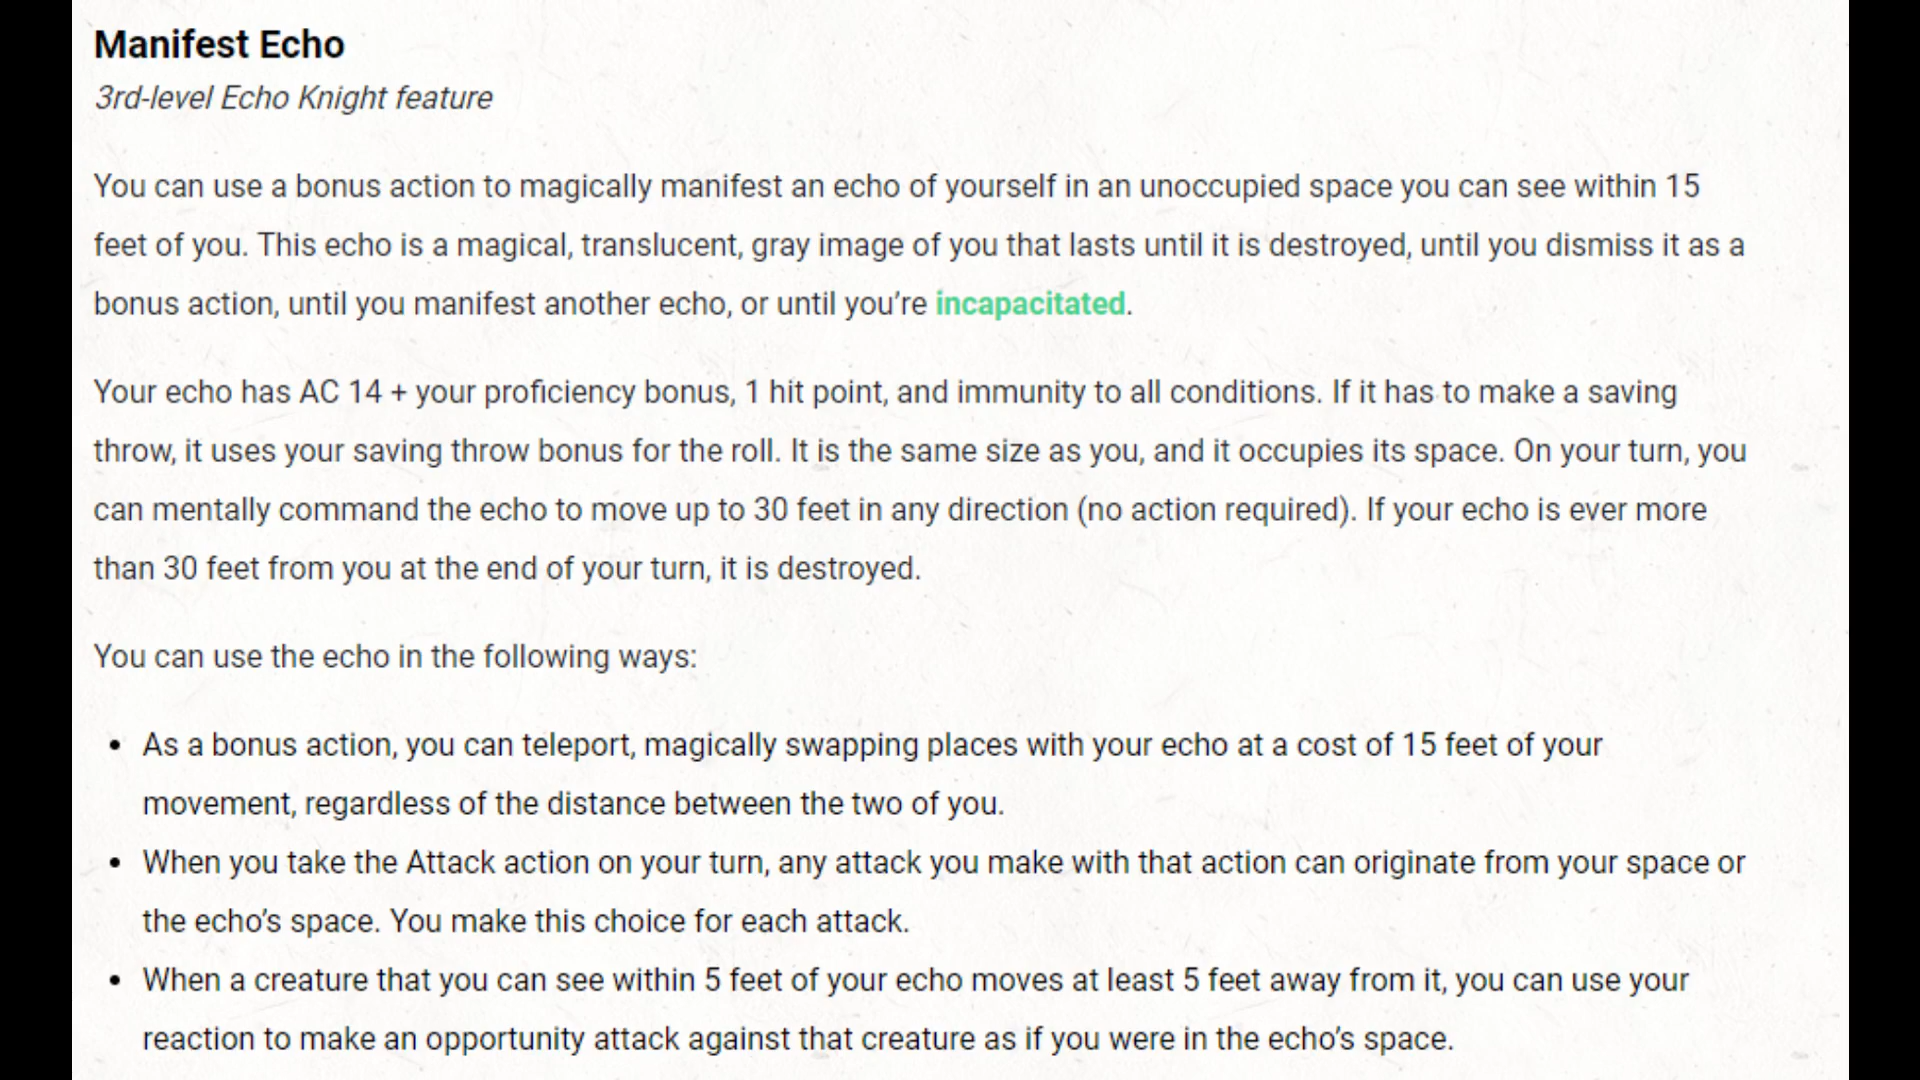 Manifest Echo
3rd-level Echo Knight feature
You can use a bonus action to magically manifest an echo of yourself in an unoccupied space you can see within 15
feet of you. This echo is a magical, translucent, gray image of you that lasts until it is destroyed, until you dismiss it as a
bonus action, until you manifest another echo, or until you’re incapacitated.
Your echo has AC 14 + your proficiency bonus, 1 hit point, and immunity to all conditions. If it has to make a saving
throw, it uses your saving throw bonus for the roll. It is the same size as you, and it occupies its space. On your turn, you
can mentally command the echo to move up to 30 feet in any direction (no action required). If your echo is ever more
than 30 feet from you at the end of your turn, it is destroyed.
You can use the echo in the following ways:
• As a bonus action, you can teleport, magically swapping places with your echo at a cost of 15 feet of your
movement, regardless of the distance between the two of you.
• When you take the Attack action on your turn, any attack you make with that action can originate from your space or
the echo’s space. You make this choice for each attack.
• When a creature that you can see within 5 feet of your echo moves at least 5 feet away from it, you can use your
reaction to make an opportunity attack against that creature as if you were in the echo’s space.